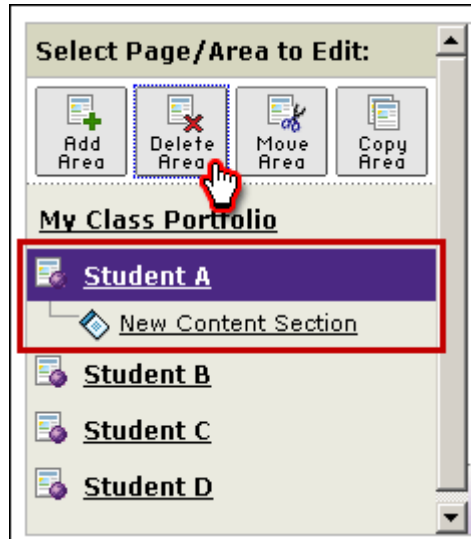 Select Page/Area to Edit:
Add Area
Delete Area
Move Area
Copy Area
My Class Portfolio
Student A
New Content Section
Student B
Student C
Student D